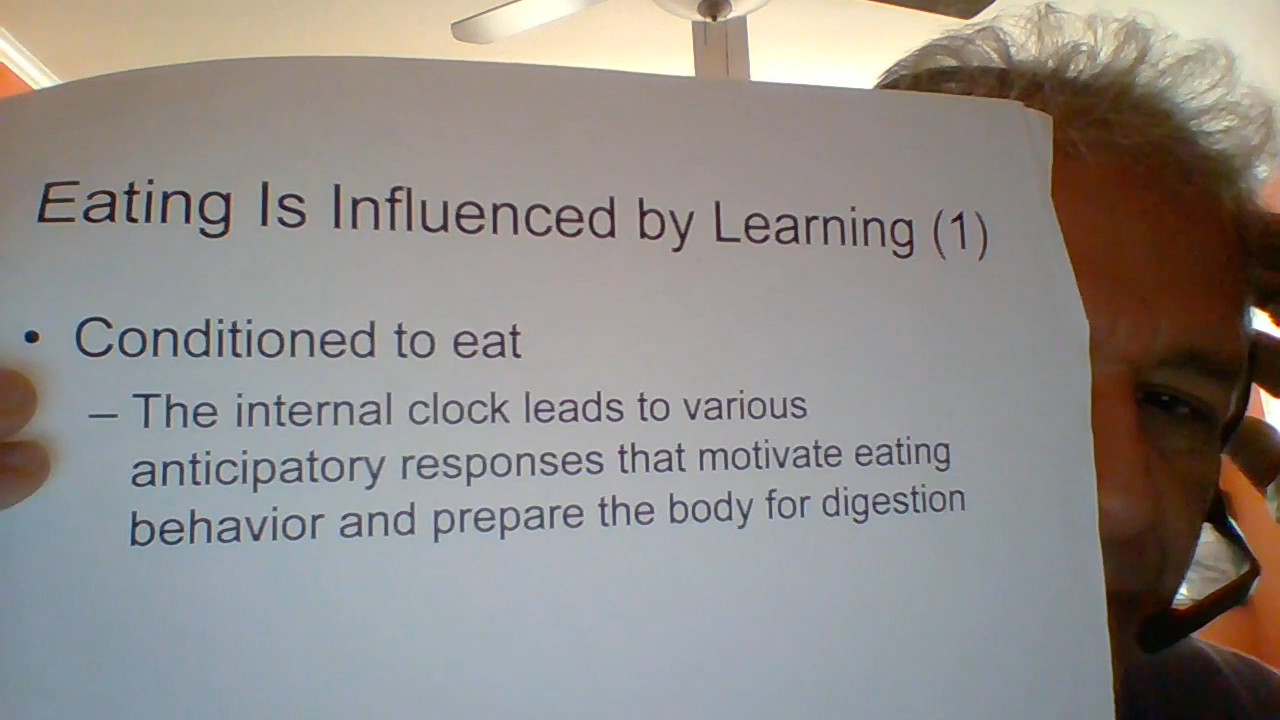 Eating Is Influenced by Learning (1)
• Conditioned to eat
– The internal clock leads to various
anticipatory responses that motivate eating
behavior and prepare the body for digestion